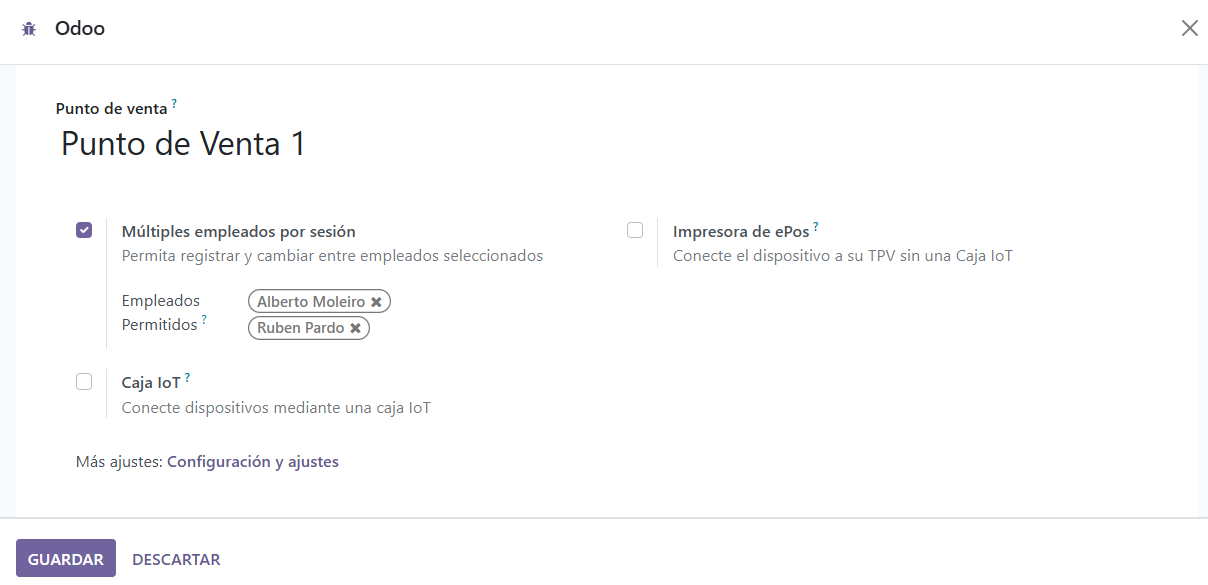 Odoo
Punto de venta ?
Punto de Venta 1
Múltiples empleados por sesión
Permita registrar y cambiar entre empleados seleccionados
Empleados Permitidos ?
Alberto Moleiro ✖
Ruben Pardo ✖
Impresora de ePos ?
Conecte el dispositivo a su TPV sin una Caja IoT
Caja IoT ?
Conecte dispositivos mediante una caja IoT
Más ajustes: Configuración y ajustes
GUARDAR DESCARTAR